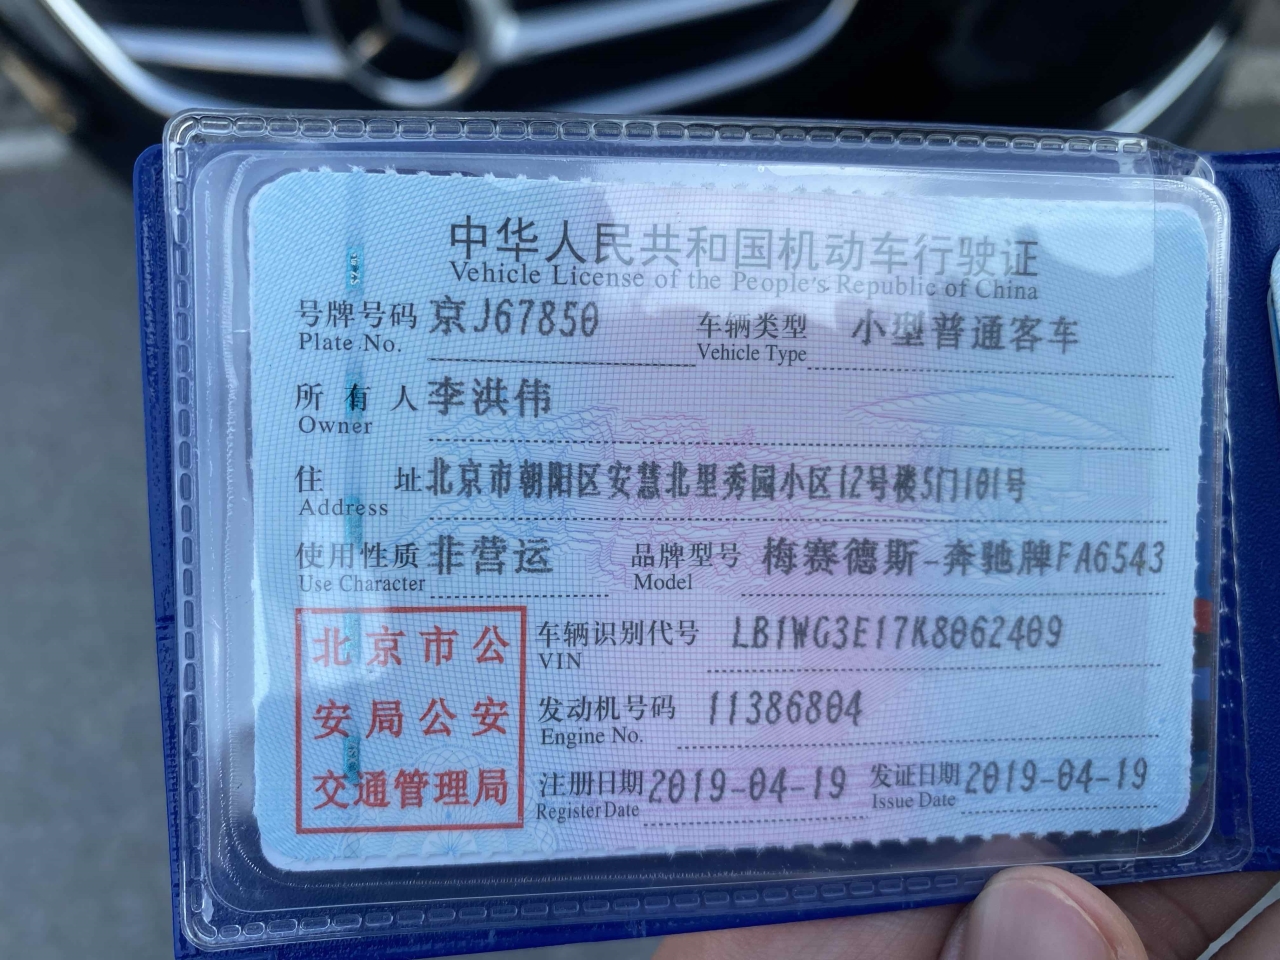 中华人民共和国机动车行驶证
Vehicle License of the People's Republic of China
号牌号码 京J67850 车辆类型 小型普通客车
Plate No. Vehicle Type
所有人 李洪伟
Owner
住址 北京市朝阳区安慧北里秀园小区12号楼5门101号
Address
使用性质 非营运 品牌型号 梅赛德斯-奔驰牌FA6543
Use Character Model
北京市公
安局公安
交通管理局
车辆识别代号 LB1WG3E17K8062409
VIN
发动机号码 11386804
Engine No.
注册日期 2019-04-19 发证日期 2019-04-19
Register Date Issue Date